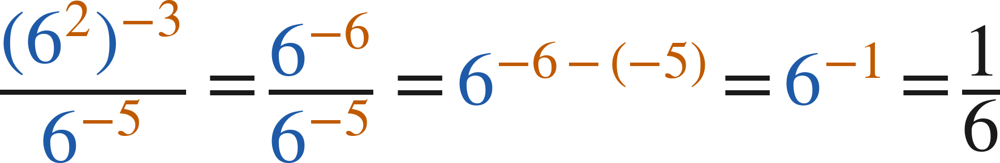 (6^2)^{-3} / 6^{-5} = 6^{-6} / 6^{-5} = 6^{-6-(-5)} = 6^{-1} = 1/6